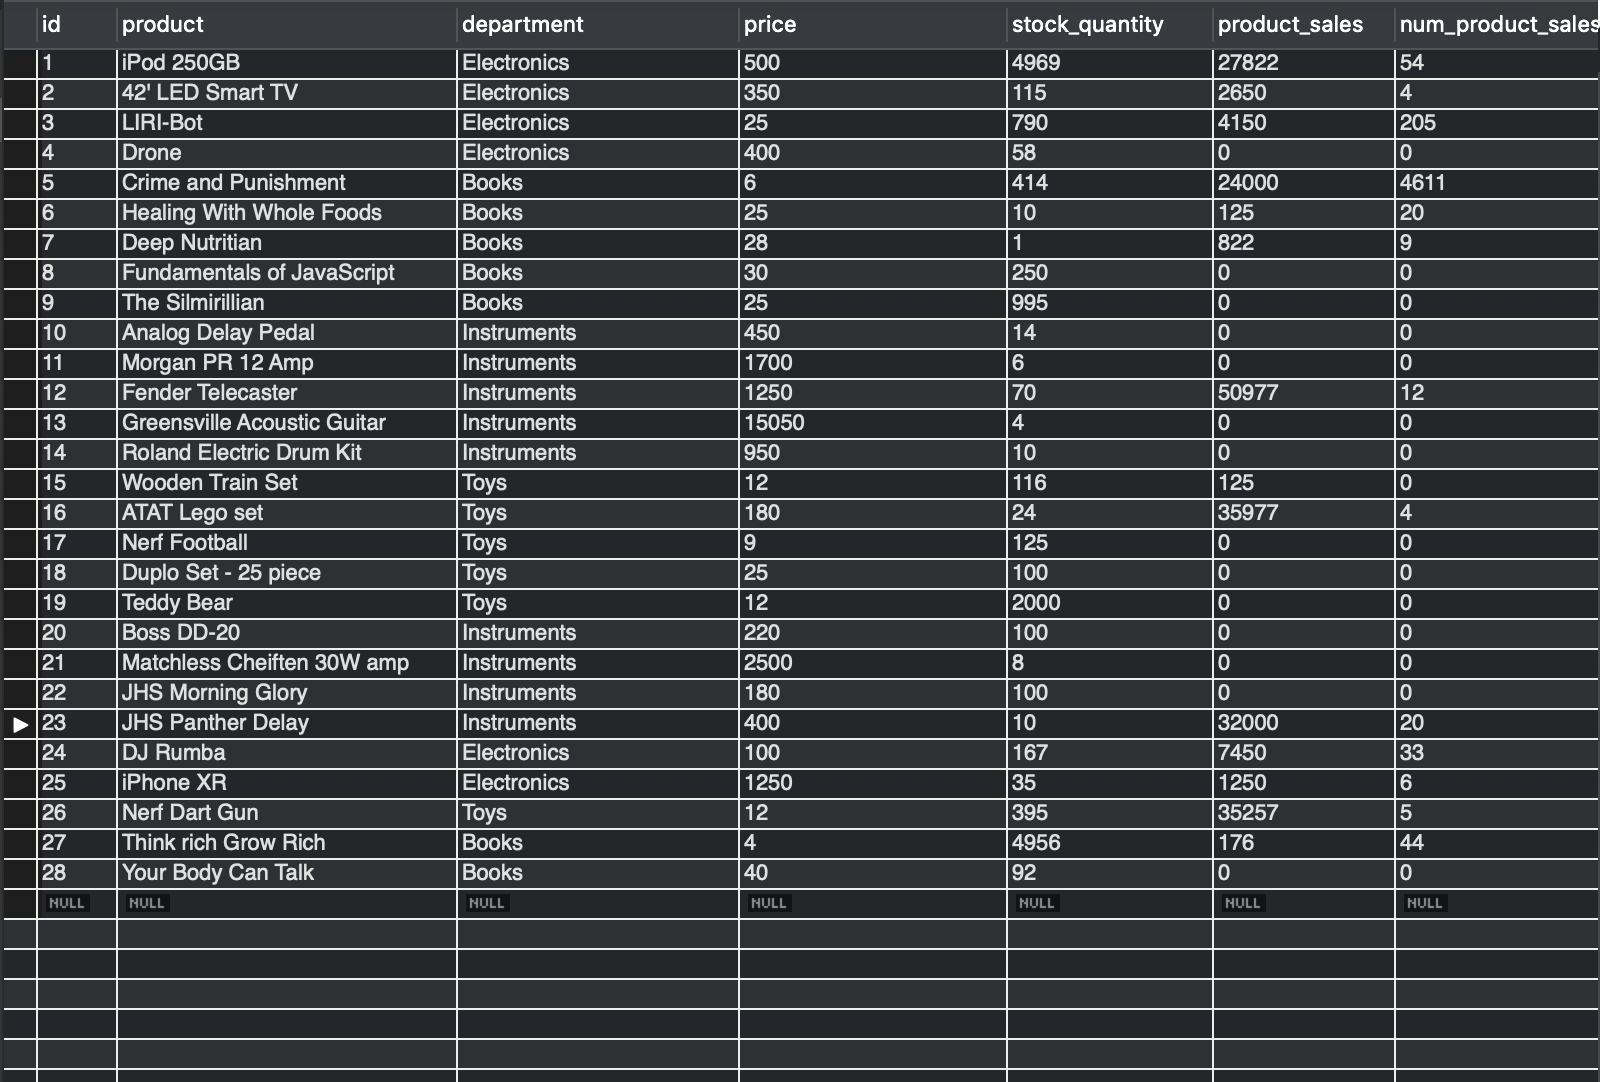 id product department price stock_quantity product_sales num_product_sales
1 iPod 250GB Electronics 500 4969 27822 54
2 42' LED Smart TV Electronics 350 115 2650 4
3 LIRI-Bot Electronics 25 790 4150 205
4 Drone Electronics 400 58 0 0
5 Crime and Punishment Books 6 414 24000 4611
6 Healing With Whole Foods Books 25 10 125 20
7 Deep Nutritian Books 28 1 822 9
8 Fundamentals of JavaScript Books 30 250 0 0
9 The Silmirillian Books 25 995 0 0
10 Analog Delay Pedal Instruments 450 14 0 0
11 Morgan PR 12 Amp Instruments 1700 6 0 0
12 Fender Telecaster Instruments 1250 70 50977 12
13 Greensville Acoustic Guitar Instruments 15050 4 0 0
14 Roland Electric Drum Kit Instruments 950 10 0 0
15 Wooden Train Set Toys 12 116 125 0
16 ATAT Lego set Toys 180 24 35977 4
17 Nerf Football Toys 9 125 0 0
18 Duplo Set - 25 piece Toys 25 100 0 0
19 Teddy Bear Toys 12 2000 0 0
20 Boss DD-20 Instruments 220 100 0 0
21 Matchless Cheiften 30W amp Instruments 2500 8 0 0
22 JHS Morning Glory Instruments 180 100 0 0
23 JHS Panther Delay Instruments 400 10 32000 20
24 DJ Rumba Electronics 100 167 7450 33
25 iPhone XR Electronics 1250 35 1250 6
26 Nerf Dart Gun Toys 12 395 35257 5
27 Think rich Grow Rich Books 4 4956 176 44
28 Your Body Can Talk Books 40 92 0 0
NULL NULL NULL NULL NULL NULL NULL